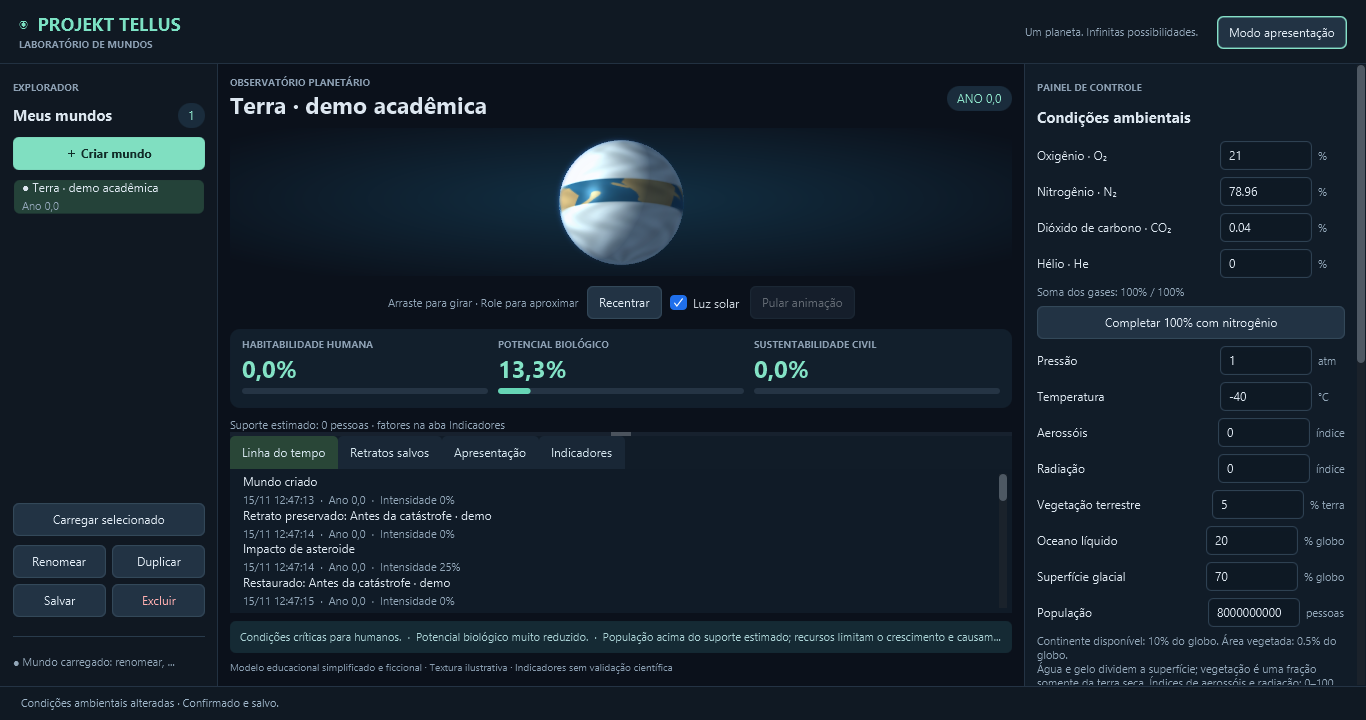 PROJEKT TELLUS
LABORATÓRIO DE MUNDOS
Um planeta. Infinitas possibilidades.
Modo apresentação
EXPLORADOR
Meus mundos
1
+ Criar mundo
● Terra · demo acadêmica
Ano 0,0
Carregar selecionado
Renomear
Duplicar
Salvar
Excluir
● Mundo carregado: renomear, ...
OBSERVATÓRIO PLANETÁRIO
Terra · demo acadêmica
ANO 0,0
Arraste para girar · Role para aproximar
Recentrar
Luz solar
Pular animação
HABITABILIDADE HUMANA
0,0%
POTENCIAL BIOLÓGICO
13,3%
SUSTENTABILIDADE CIVIL
0,0%
Suporte estimado: 0 pessoas · fatores na aba Indicadores
Linha do tempo
Retratos salvos
Apresentação
Indicadores
Mundo criado
15/11 12:47:13 · Ano 0,0 · Intensidade 0%
Retrato preservado: Antes da catástrofe · demo
15/11 12:47:14 · Ano 0,0 · Intensidade 0%
Impacto de asteroide
15/11 12:47:14 · Ano 0,0 · Intensidade 25%
Restaurado: Antes da catástrofe · demo
15/11 12:47:15 · Ano 0,0 · Intensidade 0%
Condições críticas para humanos. · Potencial biológico muito reduzido. · População acima do suporte estimado; recursos limitam o crescimento e causam...
Modelo educacional simplificado e ficcional · Textura ilustrativa · Indicadores sem validação científica
PAINEL DE CONTROLE
Condições ambientais
Oxigênio · O₂ 21 %
Nitrogênio · N₂ 78.96 %
Dióxido de carbono · CO₂ 0.04 %
Hélio · He 0 %
Soma dos gases: 100% / 100%
Completar 100% com nitrogênio
Pressão 1 atm
Temperatura -40 °C
Aerossóis 0 índice
Radiação 0 índice
Vegetação terrestre 5 % terra
Oceano líquido 20 % globo
Superfície glacial 70 % globo
População 8000000000 pessoas
Continente disponível: 10% do globo. Área vegetada: 0.5% do
globo.
Água e gelo dividem a superfície; vegetação é uma fração
somente da terra seca. Índices de aerossóis e radiação: 0–100
Condições ambientais alteradas · Confirmado e salvo.